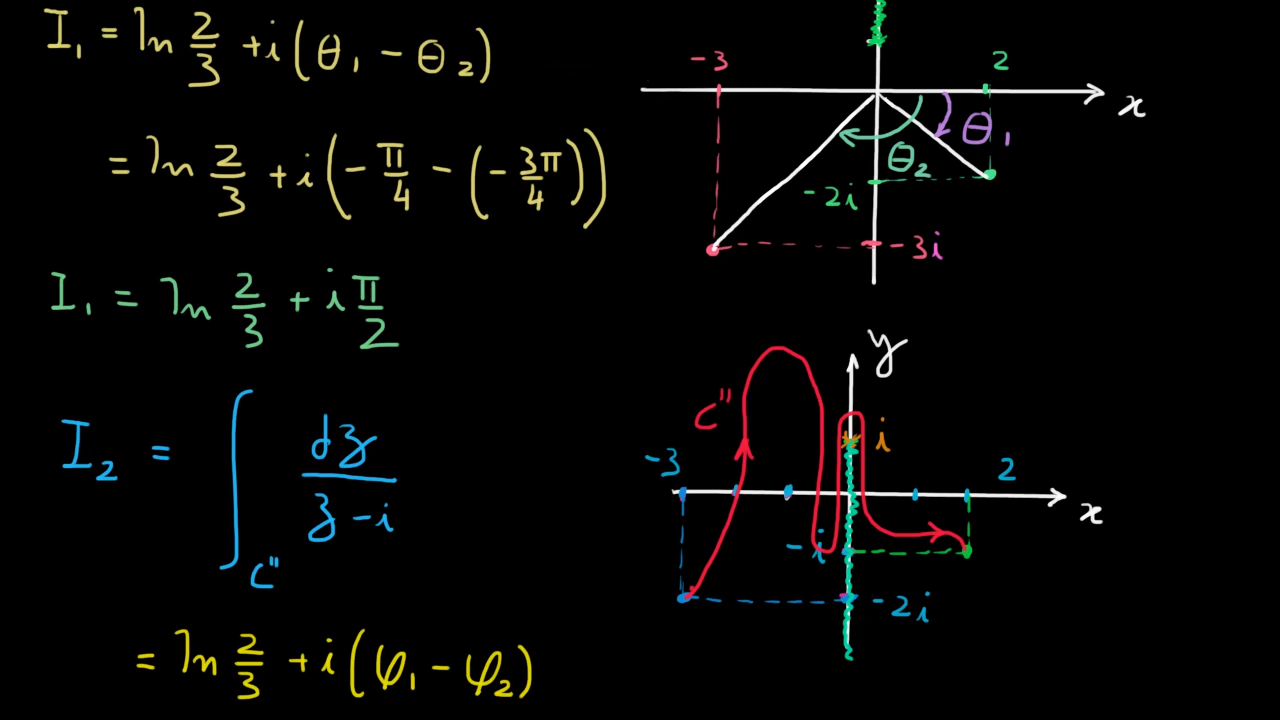 I₁ = ln 2/3 + i(θ₁ - θ₂)
= ln 2/3 + i(-π/4 - (-3π/4))
I₁ = ln 2/3 + i π/2
I₂ = ∫_C'' dz/(z-i)
= ln 2/3 + i(φ₁ - φ₂)
-3
2
x
θ₁
θ₂
-2i
-3i
y
C''
i
-3
2
x
-i
-2i